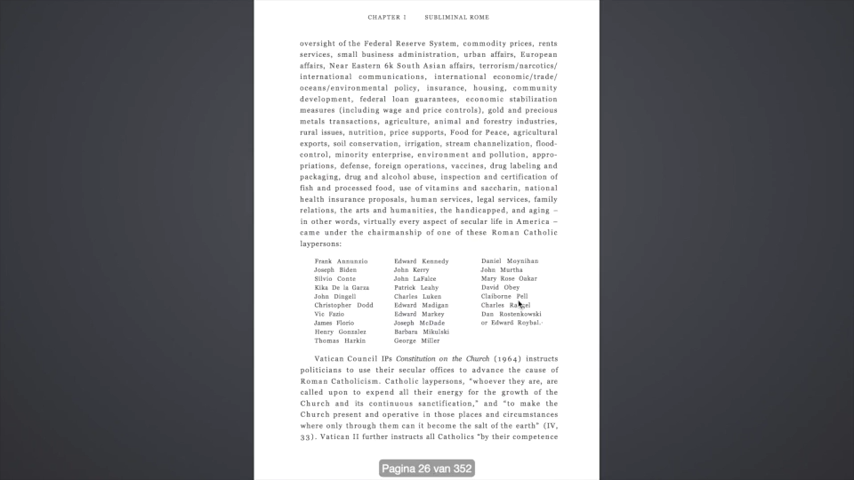 CHAPTER I SUBLIMINAL ROME
oversight of the Federal Reserve System, commodity prices, rents
services, small business administration, urban affairs, European
affairs, Near Eastern 6k South Asian affairs, terrorism/narcotics/
international communications, international economic/trade/
oceans/environmental policy, insurance, housing, community
development, federal loan guarantees, economic stabilization
measures (including wage and price controls), gold and precious
metals transactions, agriculture, animal and forestry industries,
rural issues, nutrition, price supports, Food for Peace, agricultural
exports, soil conservation, irrigation, stream channelization, flood-
control, minority enterprise, environment and pollution, appro-
priations, defense, foreign operations, vaccines, drug labeling and
packaging, drug and alcohol abuse, inspection and certification of
fish and processed food, use of vitamins and saccharin, national
health insurance proposals, human services, legal services, family
relations, the arts and humanities, the handicapped, and aging –
in other words, virtually every aspect of secular life in America –
came under the chairmanship of one of these Roman Catholic
laypersons:
Frank Annunzio
Joseph Biden
Silvio Conte
Kika De la Garza
John Dingell
Christopher Dodd
Vic Fazio
James Florio
Henry Gonzalez
Thomas Harkin
Edward Kennedy
John Kerry
John LaFalce
Patrick Leahy
Charles Luken
Edward Madigan
Edward Markey
Joseph McDade
Barbara Mikulski
George Miller
Daniel Moynihan
John Murtha
Mary Rose Oakar
David Obey
Claiborne Pell
Charles Rangel
Dan Rostenkowski
or Edward Roybal.
Vatican Council IPs Constitution on the Church (1964) instructs
politicians to use their secular offices to advance the cause of
Roman Catholicism. Catholic laypersons, "whoever they are, are
called upon to expend all their energy for the growth of the
Church and its continuous sanctification," and "to make the
Church present and operative in those places and circumstances
where only through them can it become the salt of the earth" (IV,
33). Vatican II further instructs all Catholics "by their competence
Pagina 26 van 352